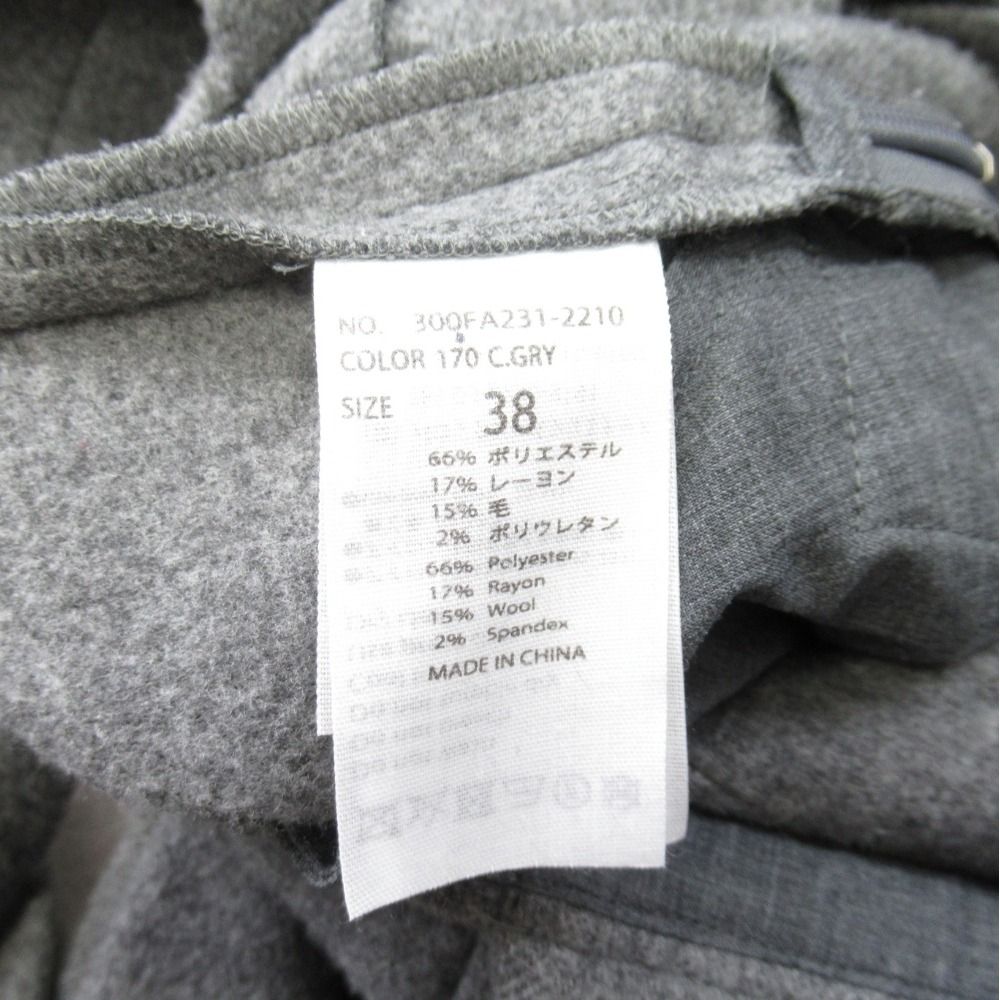 NO. 300FA231-2210
COLOR 170 C.GRY
SIZE 38
66% ポリエステル
17% レーヨン
15% 毛
2% ポリウレタン
66% Polyester
17% Rayon
15% Wool
2% Spandex
MADE IN CHINA